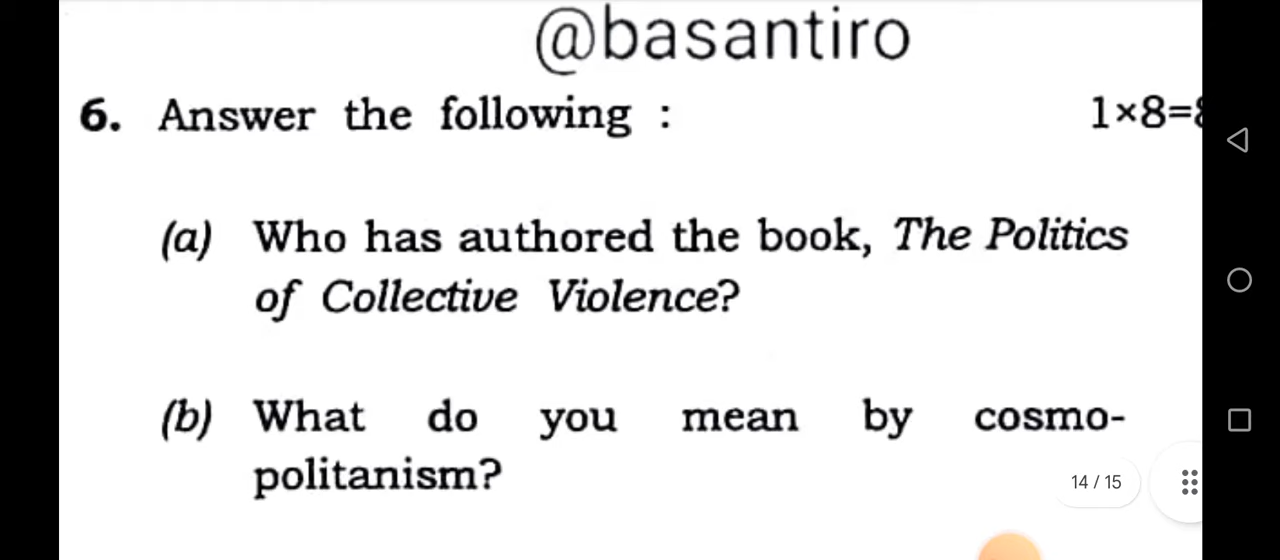 @basantiro
6. Answer the following : 1×8=8
(a) Who has authored the book, The Politics
of Collective Violence?
(b) What do you mean by cosmo-
politanism?
14 / 15